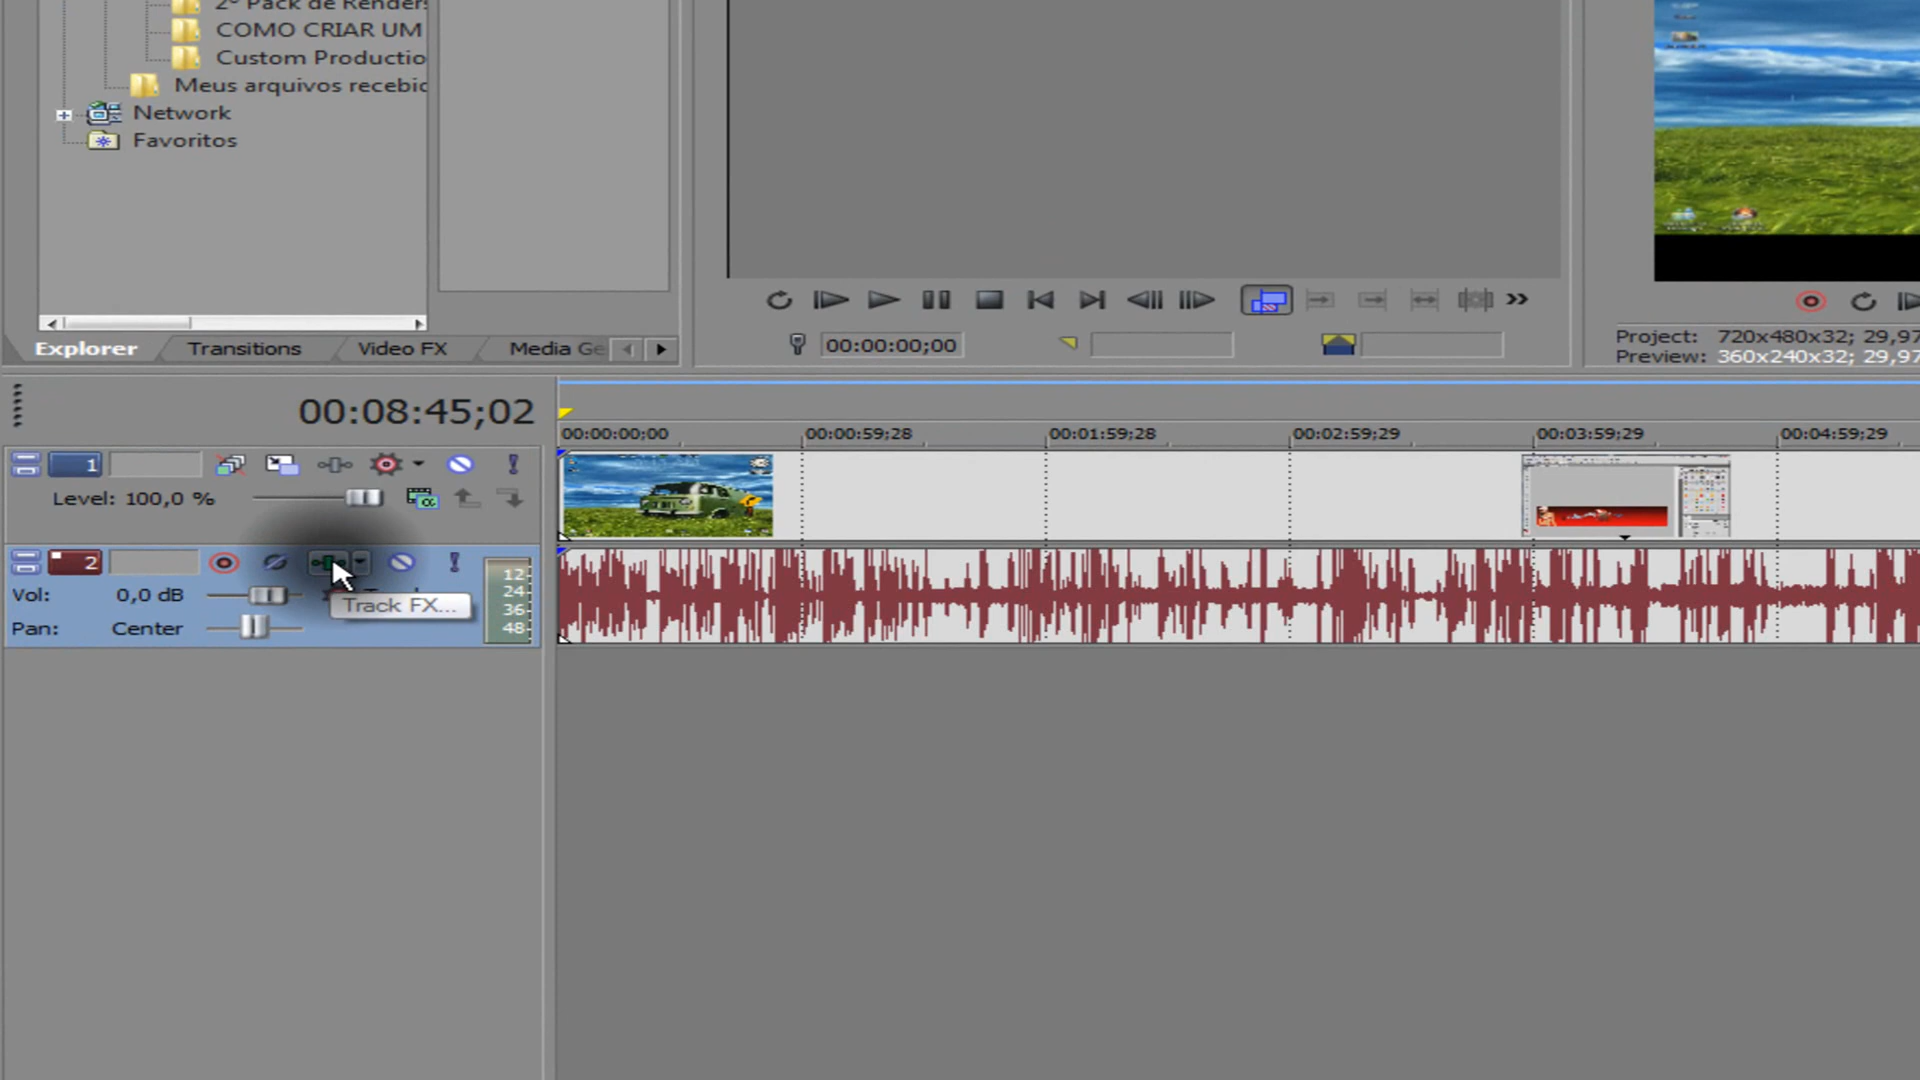 2º Pack de Renders
COMO CRIAR UM
Custom Productio
Meus arquivos recebic
Network
Favoritos
Explorer
Transitions
Video FX
Media Ge
00:00:00;00
Project: 720x480x32; 29,97
Preview: 360x240x32; 29,97
00:08:45;02
00:00:00;00
00:00:59;28
00:01:59;28
00:02:59;29
00:03:59;29
00:04:59;29
1
Level: 100,0 %
2
Vol: 0,0 dB
Track FX...
Pan: Center
12
24
36
48